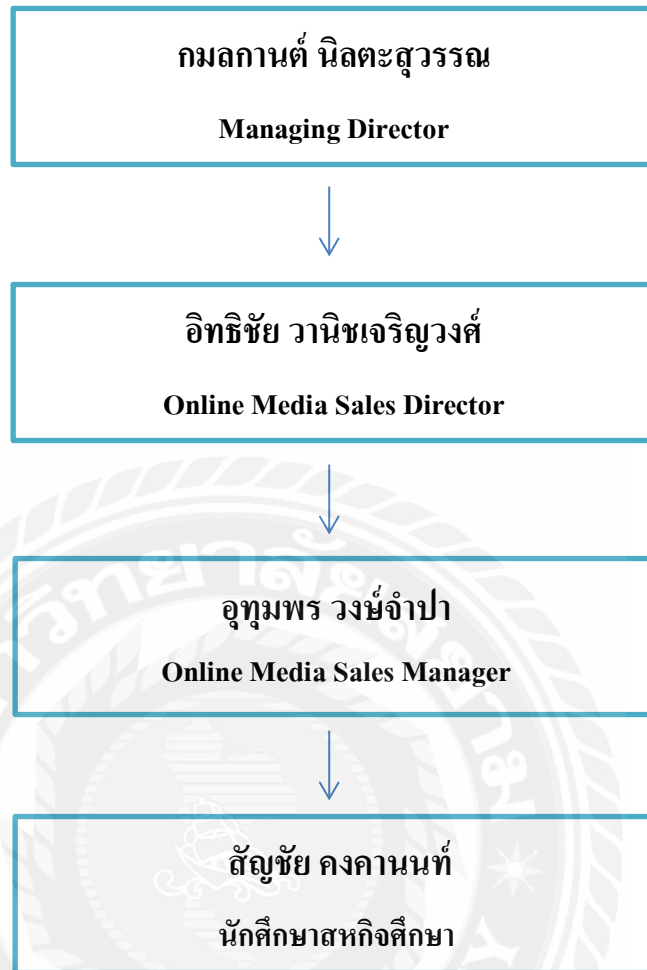 กมลกานต์ นิลตะสุวรรณ
Managing Director
อิทธิชัย วานิชเจริญวงศ์
Online Media Sales Director
อุทุมพร วงษ์จำปา
Online Media Sales Manager
สัญชัย คงคานนท์
นักศึกษาสหกิจศึกษา